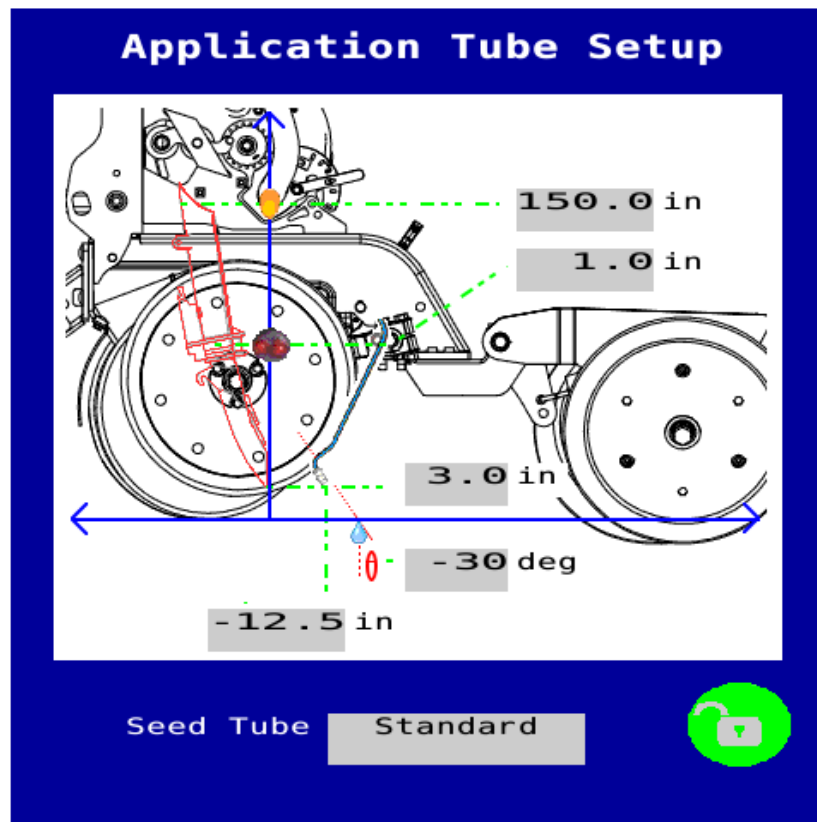 Application Tube Setup
150.0 in
1.0 in
3.0 in
-30 deg
-12.5 in
Seed Tube Standard